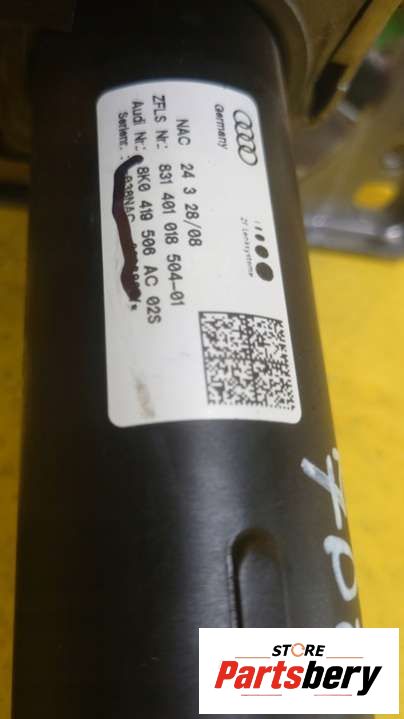 Germany
ZF Lenksysteme
NAC 24 3 28/08
ZFLS Nr.: 831 401 018 504-01
Audi Nr.: 8K0 419 506 AC 02S
Seriennr.
STORE
Partsbery